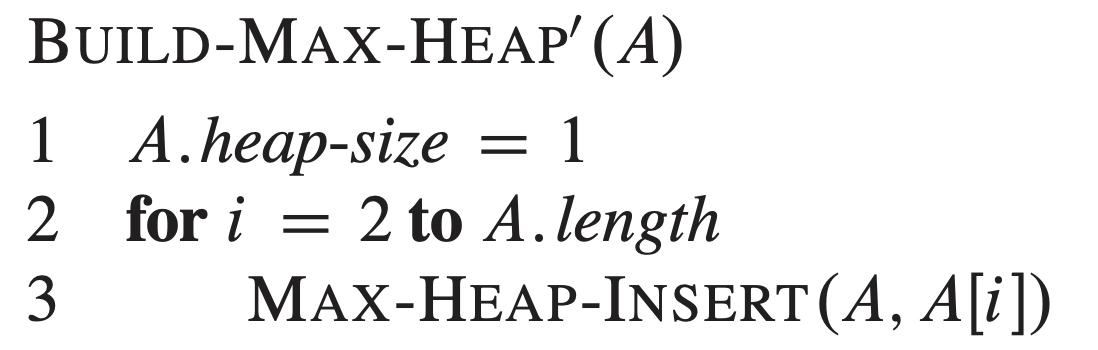 BUILD-MAX-HEAP′(A)
1 A.heap-size = 1
2 for i = 2 to A.length
3 MAX-HEAP-INSERT(A, A[i])